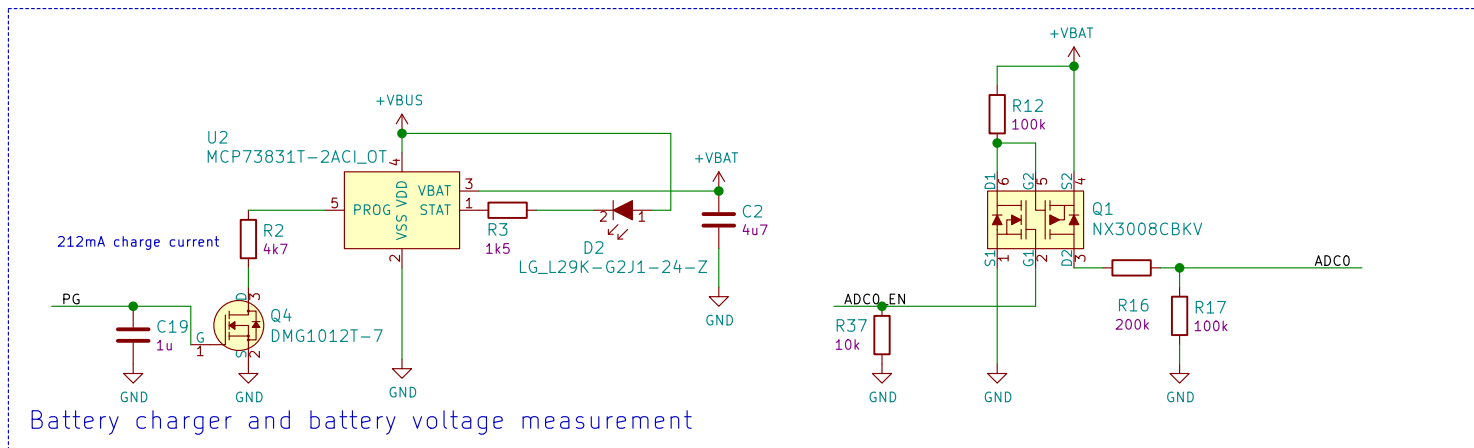 +VBUS
U2
MCP73831T-2ACI_OT
4
VDD
VSS
5
PROG
VBAT
3
STAT
1
2
+VBAT
R3
1k5
2
1
D2
LG_L29K-G2J1-24-Z
C2
4u7
GND
212mA charge current
R2
4k7
PG
C19
1u
GND
D
3
G
1
S
2
Q4
DMG1012T-7
GND
GND
+VBAT
R12
100k
D1
6
G2
5
S2
4
Q1
NX3008CBKV
S1
1
G1
2
D2
3
ADC0_EN
R37
10k
GND
GND
R16
200k
ADC0
R17
100k
GND
Battery charger and battery voltage measurement